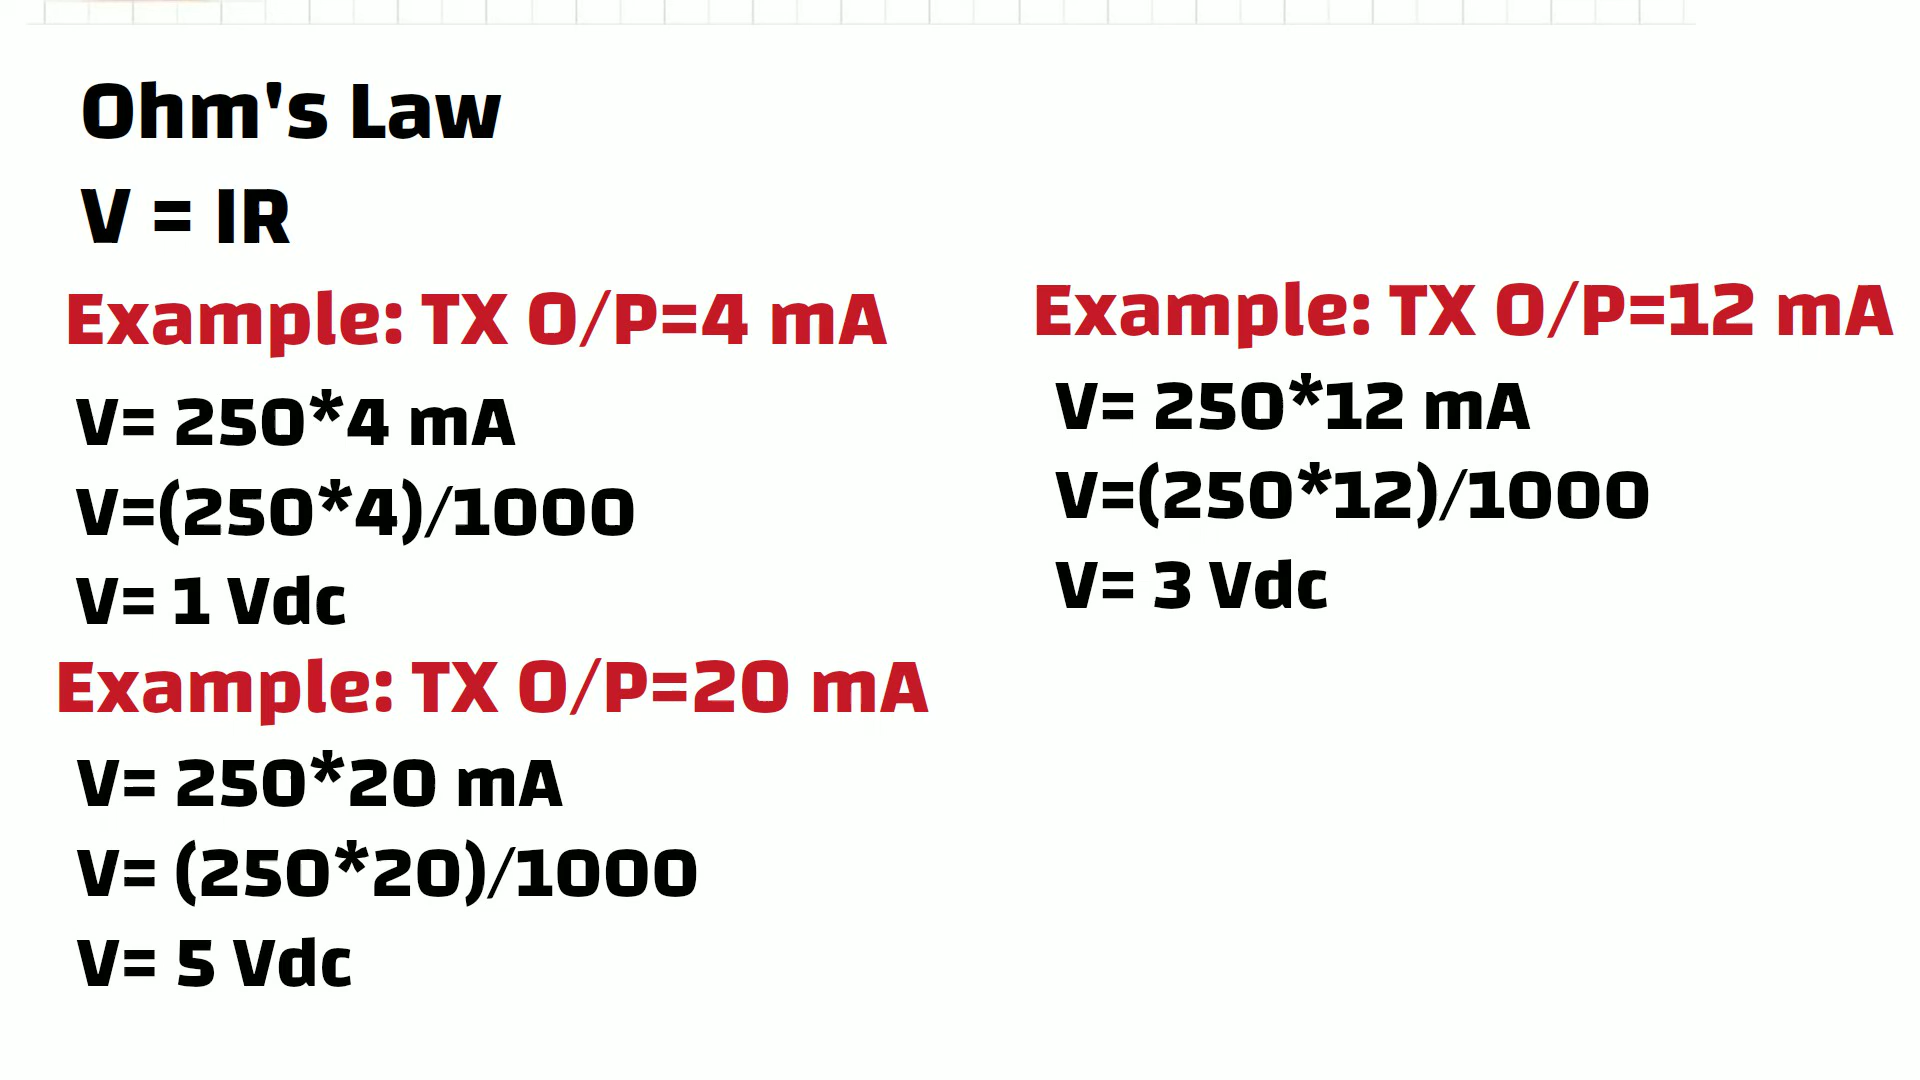 Ohm's Law
V = IR
Example: TX O/P=4 mA
V= 250*4 mA
V=(250*4)/1000
V= 1 Vdc
Example: TX O/P=20 mA
V= 250*20 mA
V= (250*20)/1000
V= 5 Vdc
Example: TX O/P=12 mA
V= 250*12 mA
V=(250*12)/1000
V= 3 Vdc